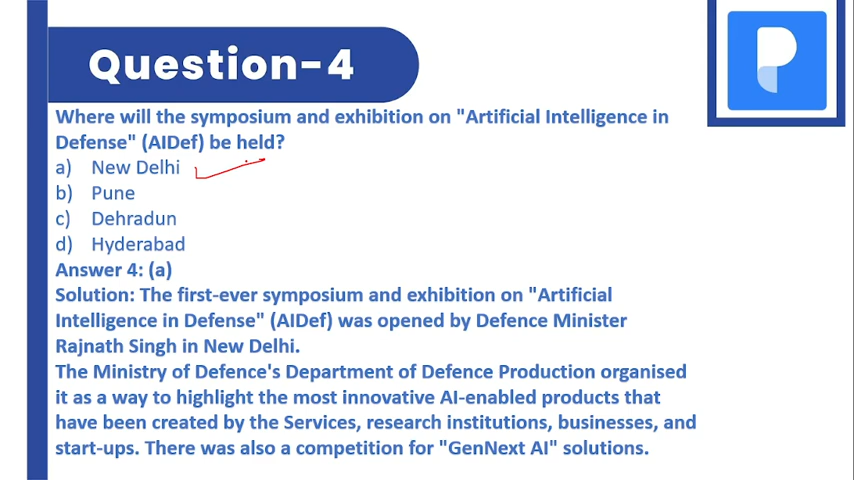 Question-4
Where will the symposium and exhibition on "Artificial Intelligence in
Defense" (AIDef) be held?
a) New Delhi
b) Pune
c) Dehradun
d) Hyderabad
Answer 4: (a)
Solution: The first-ever symposium and exhibition on "Artificial
Intelligence in Defense" (AIDef) was opened by Defence Minister
Rajnath Singh in New Delhi.
The Ministry of Defence's Department of Defence Production organised
it as a way to highlight the most innovative AI-enabled products that
have been created by the Services, research institutions, businesses, and
start-ups. There was also a competition for "GenNext AI" solutions.